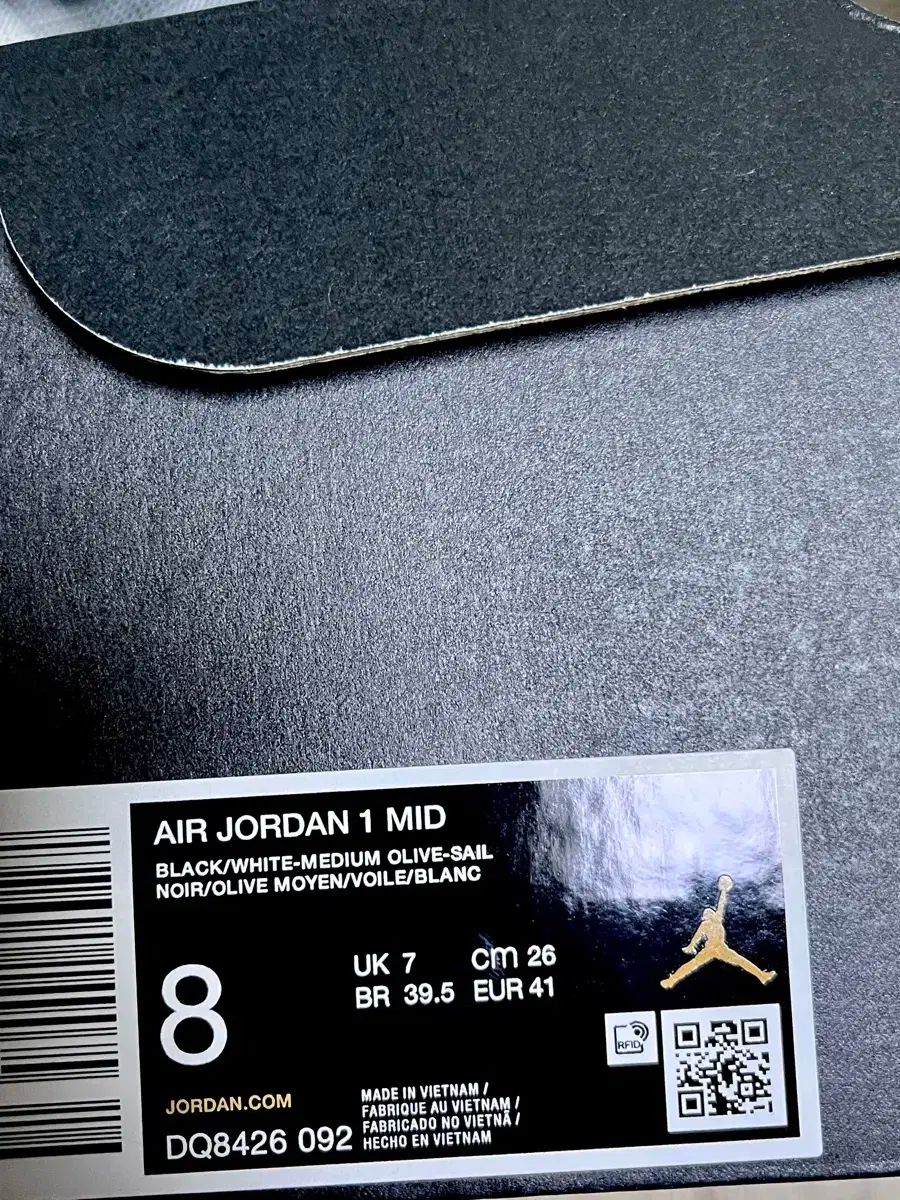 AIR JORDAN 1 MID
BLACK/WHITE-MEDIUM OLIVE-SAIL
NOIR/OLIVE MOYEN/VOILE/BLANC
8
UK 7 cm 26
BR 39.5 EUR 41
RFID
JORDAN.COM
DQ8426 092
MADE IN VIETNAM /
FABRIQUE AU VIETNAM /
FABRICADO NO VIETNÃ /
HECHO EN VIETNAM